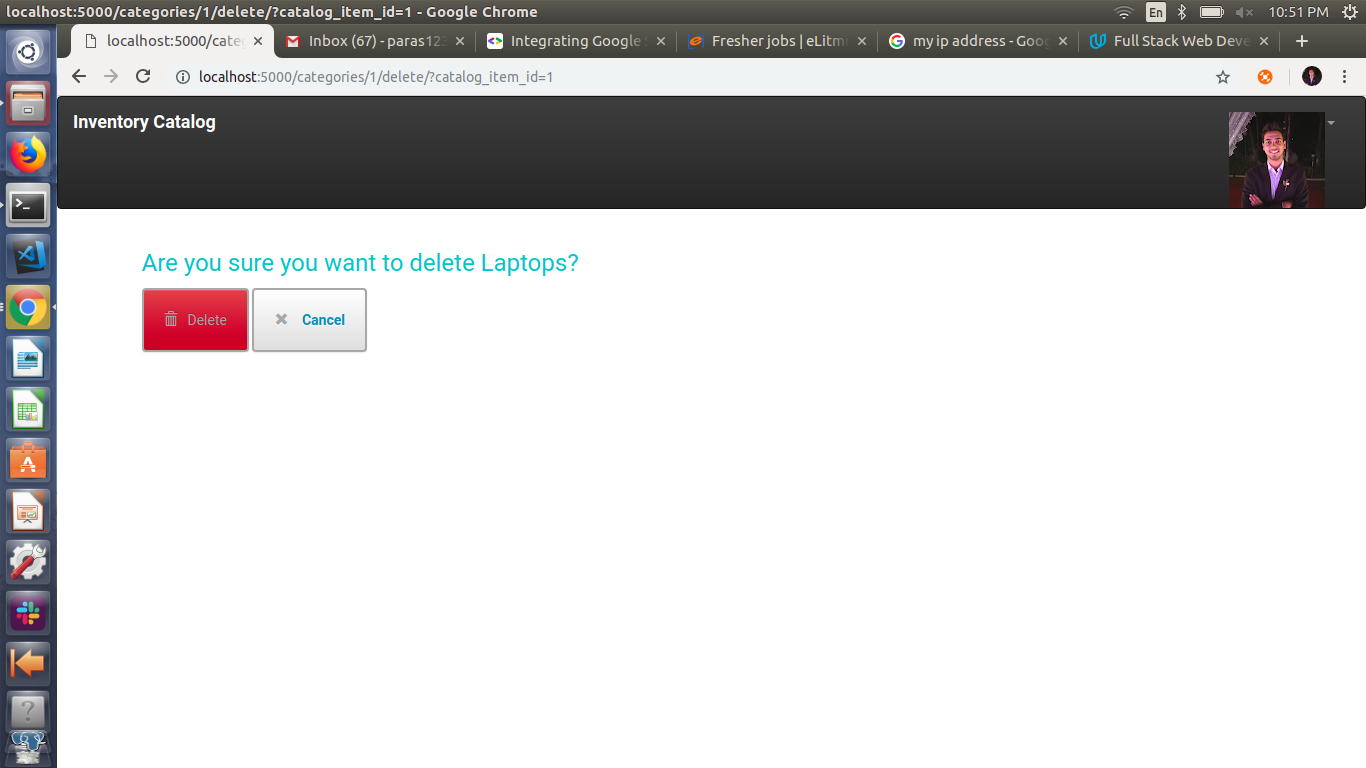 localhost:5000/categories/1/delete/?catalog_item_id=1 - Google Chrome
En
10:51 PM
localhost:5000/cate
Inbox (67) - paras123
Integrating Google
Fresher jobs | eLitm
my ip address - Goo
Full Stack Web Deve
localhost:5000/categories/1/delete/?catalog_item_id=1
Inventory Catalog
Are you sure you want to delete Laptops?
Delete
Cancel